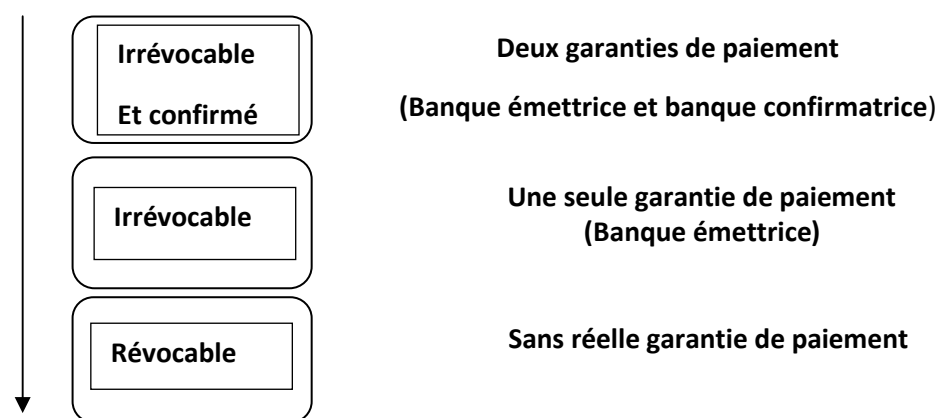 Irrévocable
Et confirmé
Deux garanties de paiement
(Banque émettrice et banque confirmatrice)
Irrévocable
Une seule garantie de paiement
(Banque émettrice)
Révocable
Sans réelle garantie de paiement